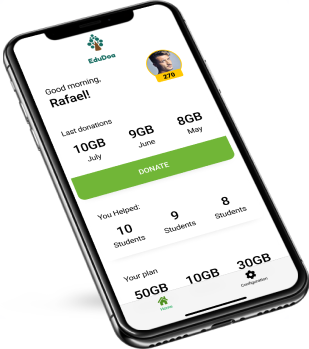 EduDoa
Good morning,
Rafael!
270
Last donations
10GB 9GB 8GB
July June May
DONATE
You Helped:
10 9 8
Students Students Students
Your plan
50GB 10GB 30GB
Home Configuration